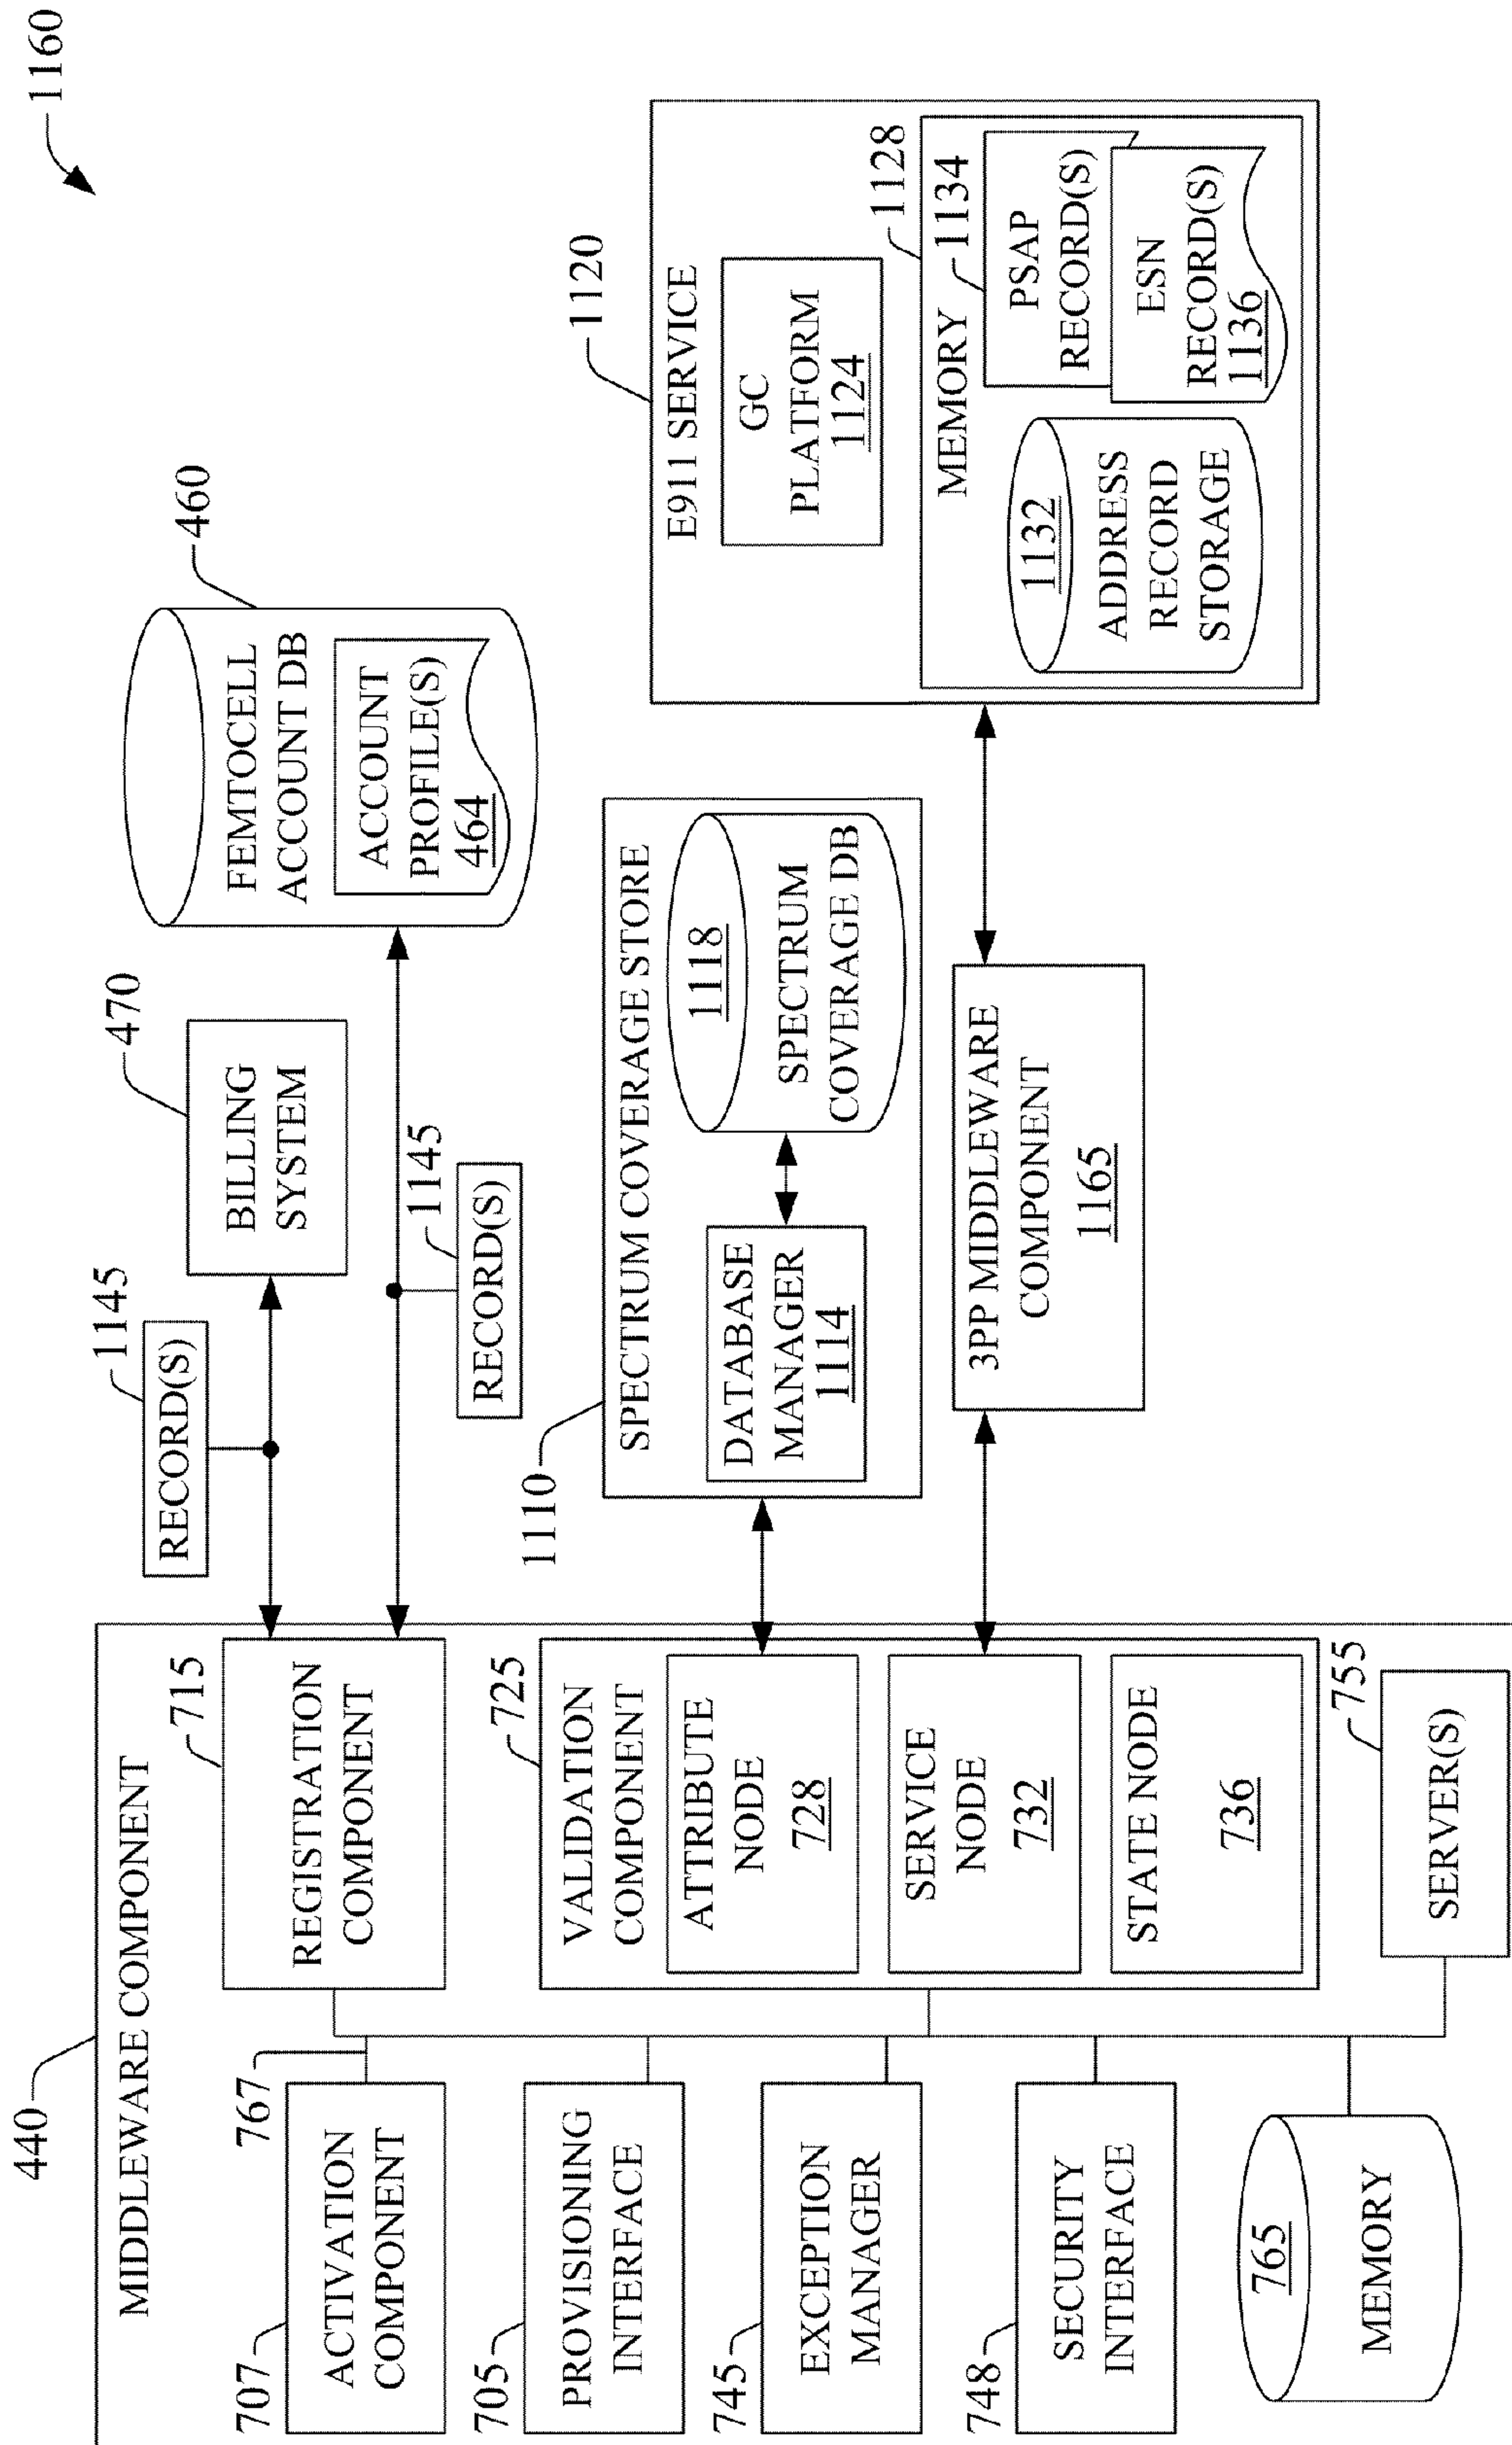 1160
440
MIDDLEWARE COMPONENT
707
ACTIVATION
COMPONENT
767
705
PROVISIONING
INTERFACE
745
EXCEPTION
MANAGER
748
SECURITY
INTERFACE
765
MEMORY
715
REGISTRATION
COMPONENT
725
VALIDATION
COMPONENT
ATTRIBUTE
NODE
728
SERVICE
NODE
732
STATE NODE
736
755
SERVER(S)
1145
RECORD(S)
470
BILLING
SYSTEM
1145
RECORD(S)
460
FEMTOCELL
ACCOUNT DB
ACCOUNT
PROFILE(S)
464
1110
SPECTRUM COVERAGE STORE
DATABASE
MANAGER
1114
1118
SPECTRUM
COVERAGE DB
3PP MIDDLEWARE
COMPONENT
1165
1120
E911 SERVICE
GC
PLATFORM
1124
1128
MEMORY
1134
PSAP
RECORD(S)
ESN
RECORD(S)
1136
1132
ADDRESS
RECORD
STORAGE